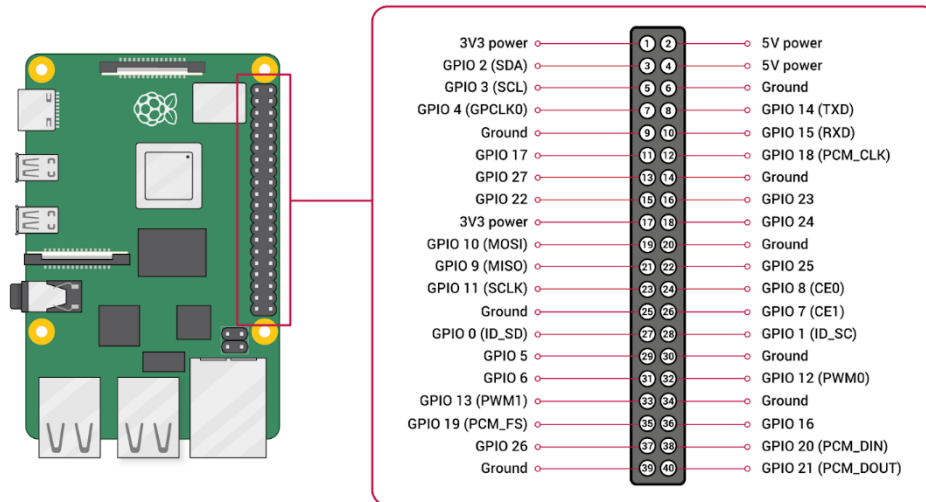 3V3 power 1 2 5V power
GPIO 2 (SDA) 3 4 5V power
GPIO 3 (SCL) 5 6 Ground
GPIO 4 (GPCLK0) 7 8 GPIO 14 (TXD)
Ground 9 10 GPIO 15 (RXD)
GPIO 17 11 12 GPIO 18 (PCM_CLK)
GPIO 27 13 14 Ground
GPIO 22 15 16 GPIO 23
3V3 power 17 18 GPIO 24
GPIO 10 (MOSI) 19 20 Ground
GPIO 9 (MISO) 21 22 GPIO 25
GPIO 11 (SCLK) 23 24 GPIO 8 (CE0)
Ground 25 26 GPIO 7 (CE1)
GPIO 0 (ID_SD) 27 28 GPIO 1 (ID_SC)
GPIO 5 29 30 Ground
GPIO 6 31 32 GPIO 12 (PWM0)
GPIO 13 (PWM1) 33 34 Ground
GPIO 19 (PCM_FS) 35 36 GPIO 16
GPIO 26 37 38 GPIO 20 (PCM_DIN)
Ground 39 40 GPIO 21 (PCM_DOUT)